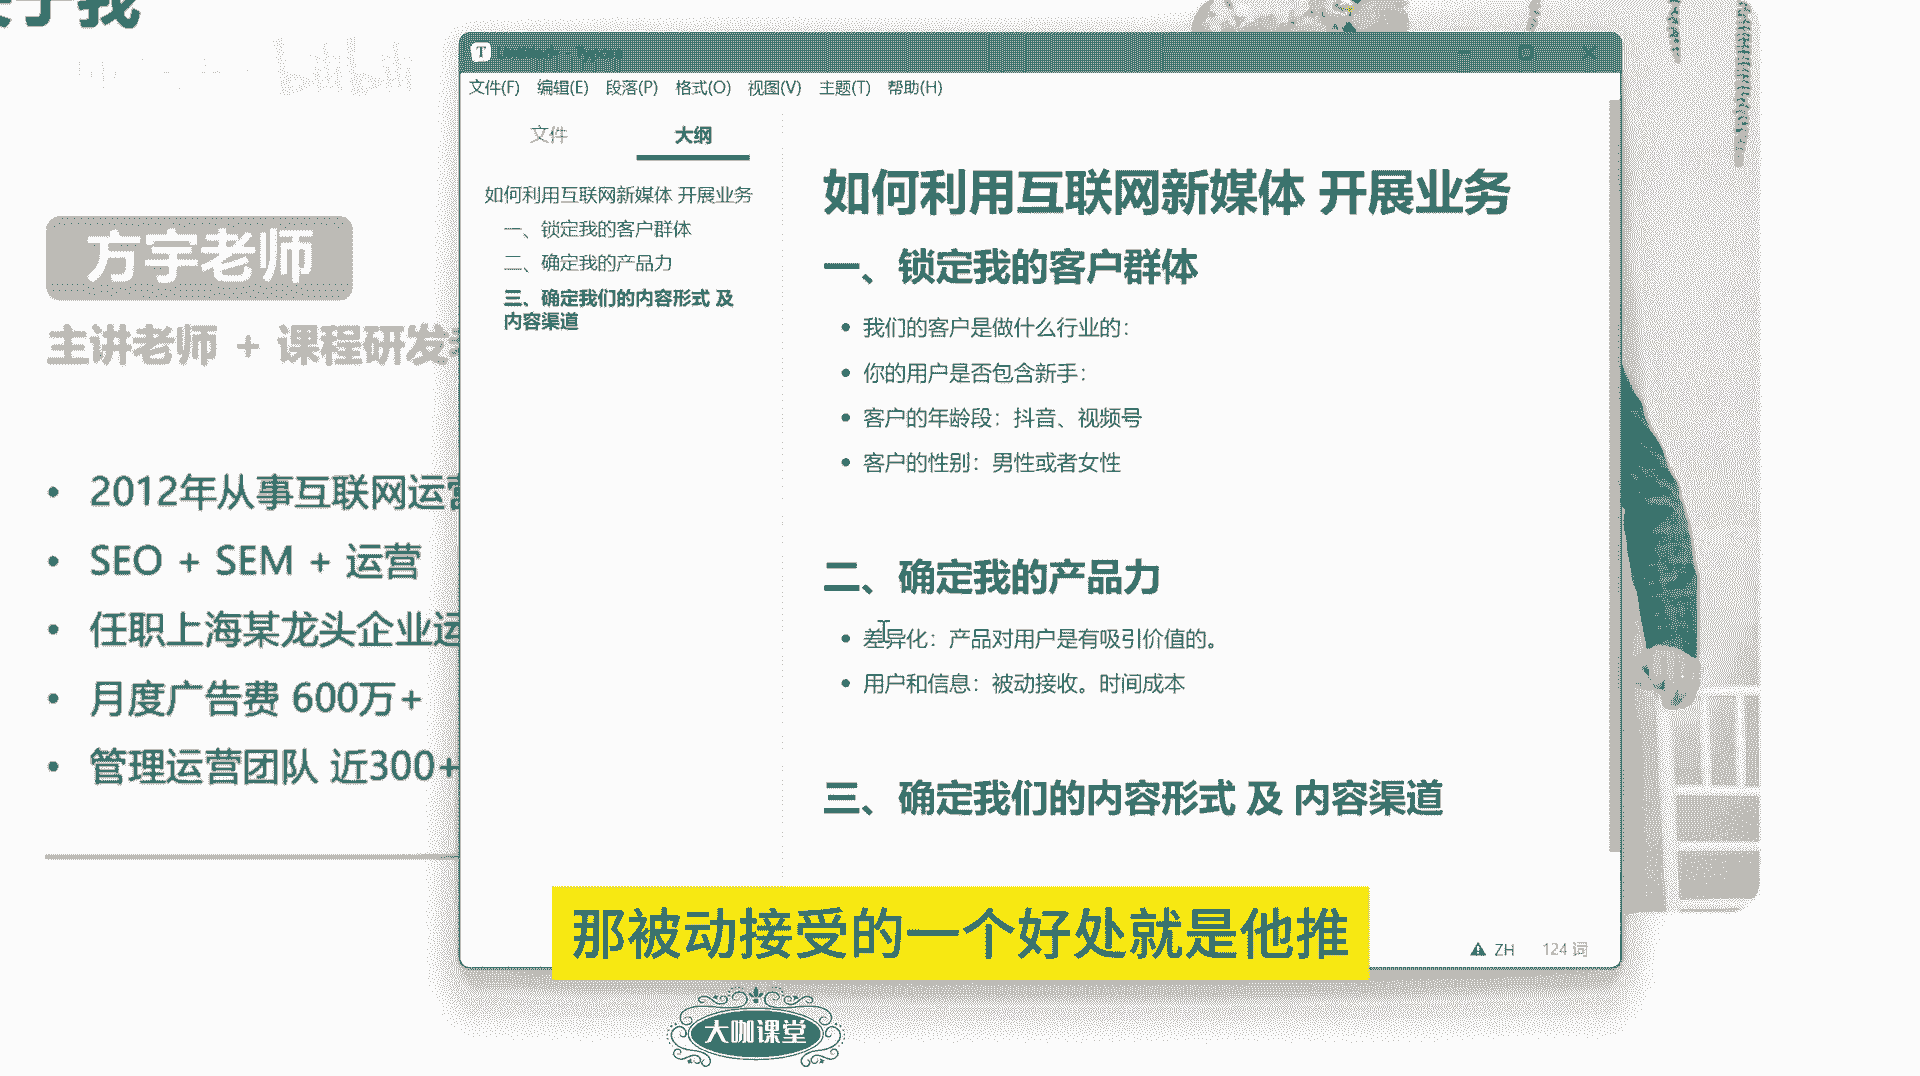 于我
bilibili
方宇老师
主讲老师 + 课程研发
2012年从事互联网运营
SEO + SEM + 运营
任职上海某龙头企业运
月度广告费 600万+
管理运营团队 近300+
T
文件(F) 编辑(E) 段落(P) 格式(O) 视图(V) 主题(T) 帮助(H)
文件 大纲
如何利用互联网新媒体 开展业务
一、锁定我的客户群体
二、确定我的产品力
三、确定我们的内容形式 及
内容渠道
如何利用互联网新媒体 开展业务
一、锁定我的客户群体
我们的客户是做什么行业的：
你的用户是否包含新手：
客户的年龄段：抖音、视频号
客户的性别：男性或者女性
二、确定我的产品力
差异化：产品对用户是有吸引价值的。
用户和信息：被动接收。时间成本
三、确定我们的内容形式 及 内容渠道
ZH 124 词
那被动接受的一个好处就是他推
大咖课堂